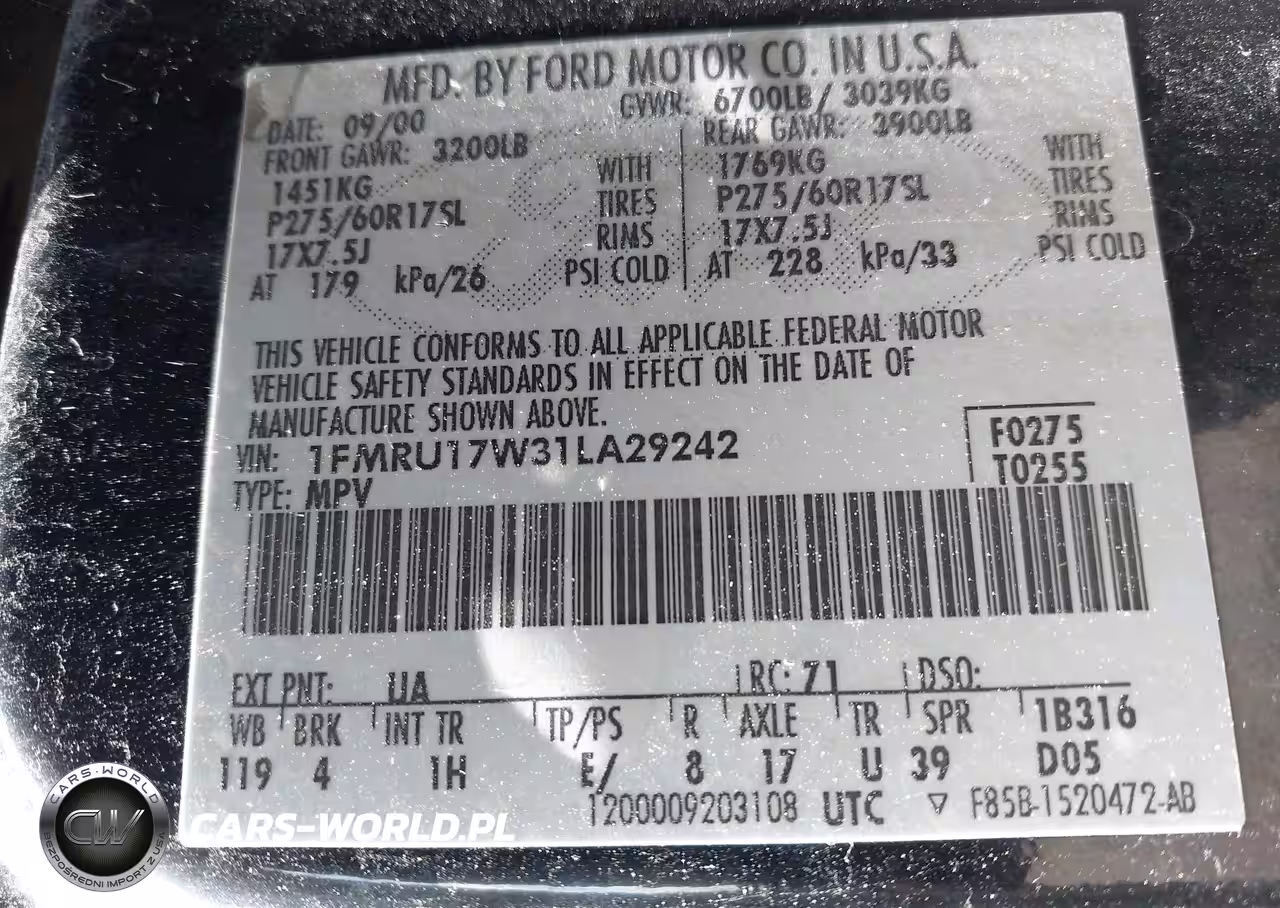 MFD. BY FORD MOTOR CO. IN U.S.A.
DATE: 09/00 GVWR: 6700LB/ 3039KG
FRONT GAWR: 3200LB REAR GAWR: 3900LB
1451KG WITH 1769KG WITH
P275/60R17SL TIRES P275/60R17SL TIRES
17X7.5J RIMS 17X7.5J RIMS
AT 179 kPa/26 PSI COLD AT 228 kPa/33 PSI COLD
THIS VEHICLE CONFORMS TO ALL APPLICABLE FEDERAL MOTOR
VEHICLE SAFETY STANDARDS IN EFFECT ON THE DATE OF
MANUFACTURE SHOWN ABOVE.
VIN: 1FMRU17W31LA29242
F0275
TYPE: MPV
T0255
EXT PNT: UA RC: 71 DSO:
WB BRK INT TR TP/PS R AXLE TR SPR 1B316
119 4 1H E/ 8 17 U 39 D05
1200009203108 UTC ▽ F85B-1520472-AB
CARS-WORLD
CW
BEZPOŚREDNI IMPORT Z USA
CARS-WORLD.PL